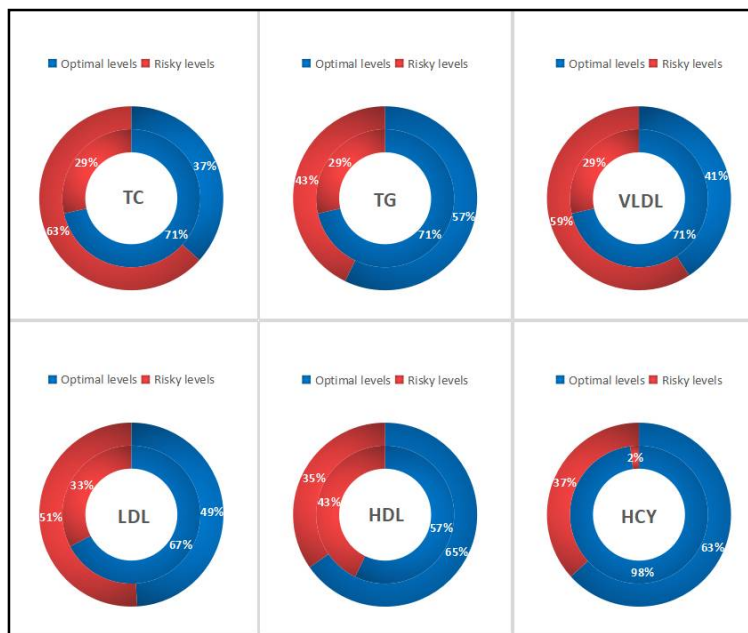 Optimal levels Risky levels
37%
29%
TC
63%
71%
Optimal levels Risky levels
29%
43%
TG
57%
71%
Optimal levels Risky levels
29%
41%
VLDL
59%
71%
Optimal levels Risky levels
33%
51%
LDL
49%
67%
Optimal levels Risky levels
35%
43%
HDL
57%
65%
Optimal levels Risky levels
2%
37%
HCY
63%
98%